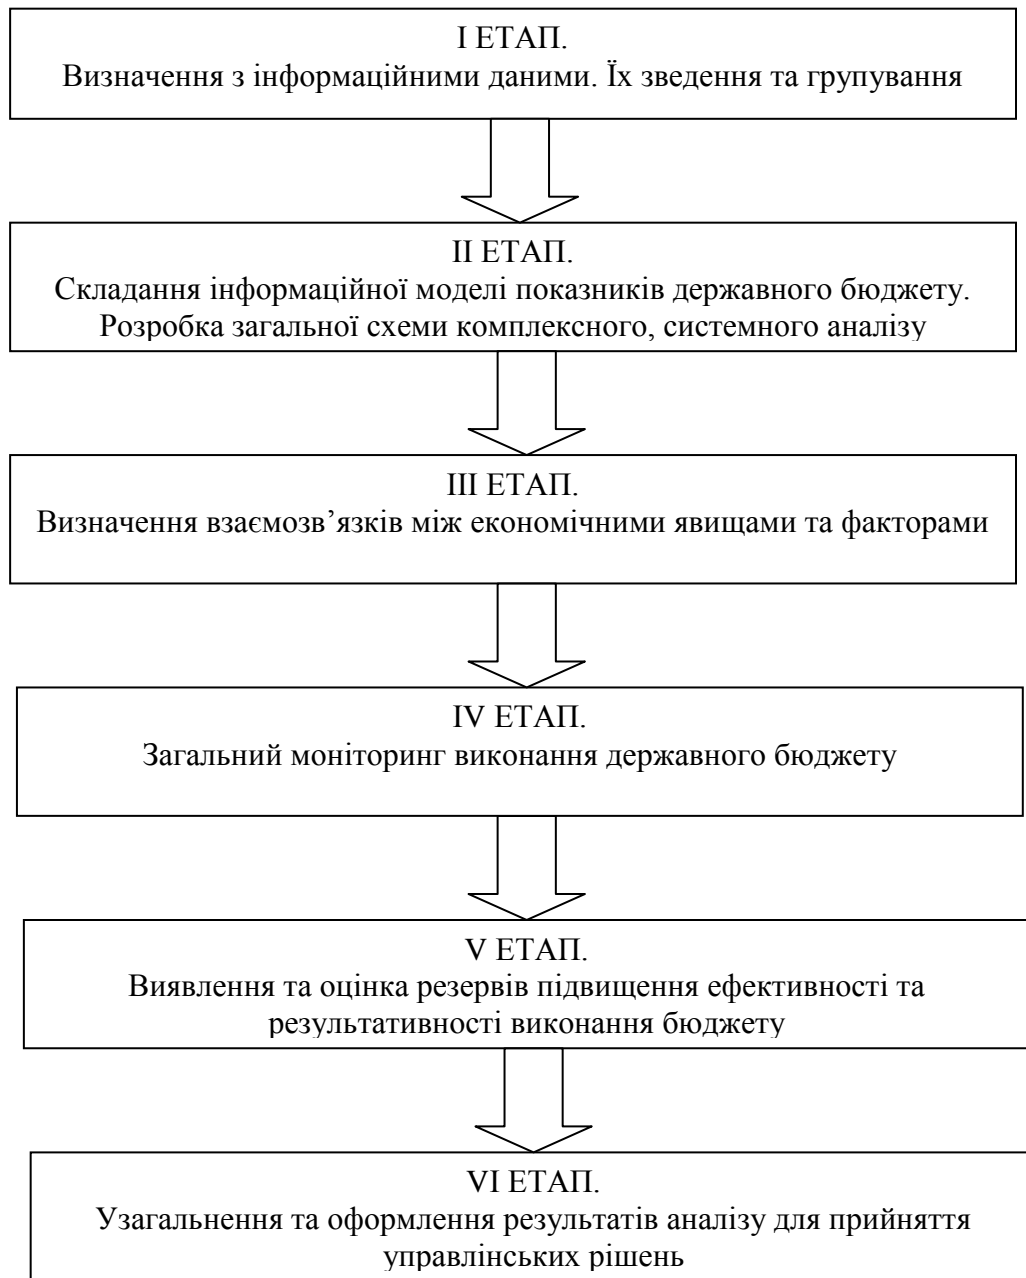 І ЕТАП.
Визначення з інформаційними даними. Їх зведення та групування
ІІ ЕТАП.
Складання інформаційної моделі показників державного бюджету.
Розробка загальної схеми комплексного, системного аналізу
ІІІ ЕТАП.
Визначення взаємозв’язків між економічними явищами та факторами
IV ЕТАП.
Загальний моніторинг виконання державного бюджету
V ЕТАП.
Виявлення та оцінка резервів підвищення ефективності та
результативності виконання бюджету
VI ЕТАП.
Узагальнення та оформлення результатів аналізу для прийняття
управлінських рішень